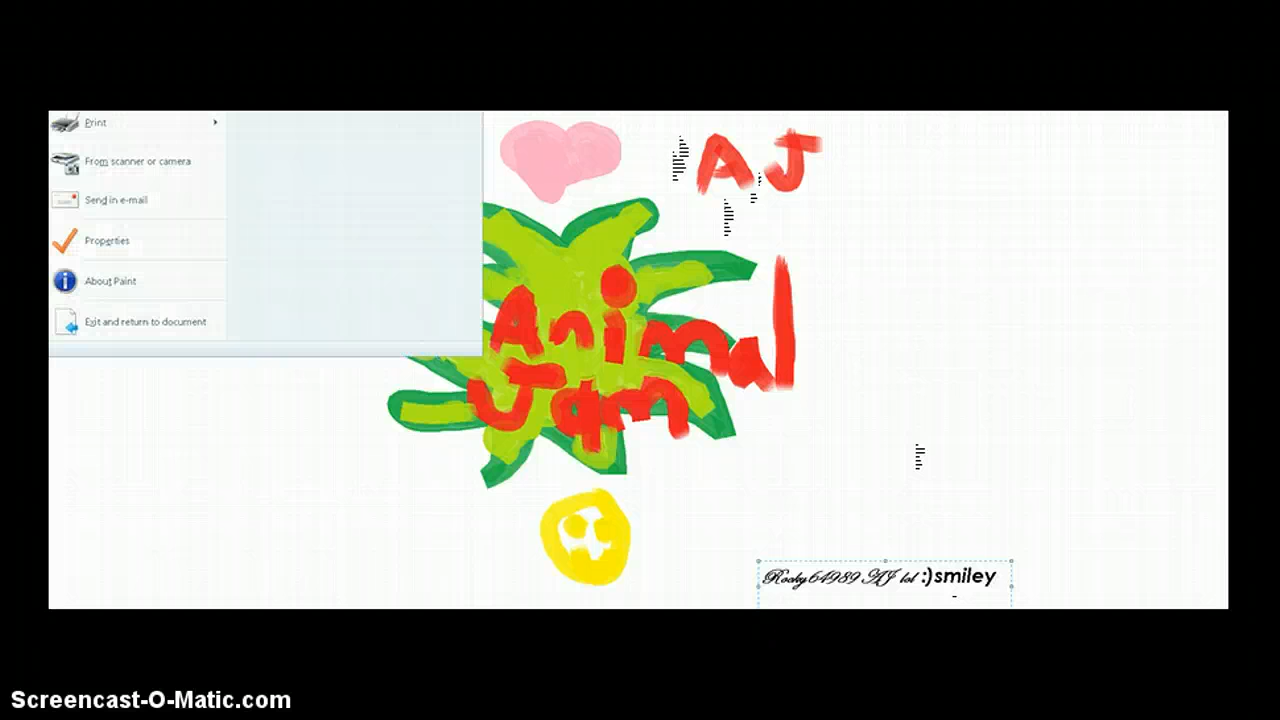 Print
From scanner or camera
Send in e-mail
Properties
About Paint
Exit and return to document
AJ
Animal
Jam
Rocky64989 AJ lol :)smiley
Screencast-O-Matic.com